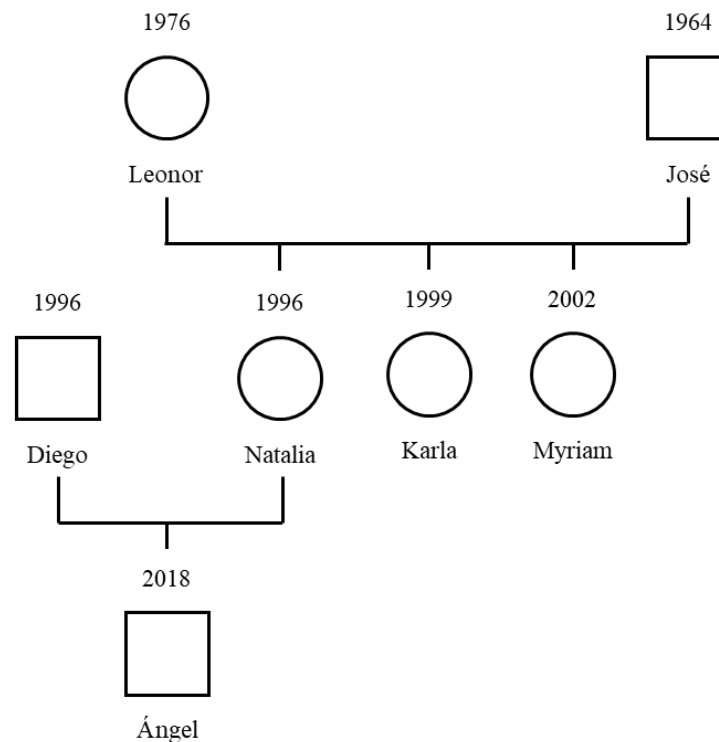 1976
1964
Leonor
José
1996
1996
1999
2002
Diego
Natalia
Karla
Myriam
2018
Ángel